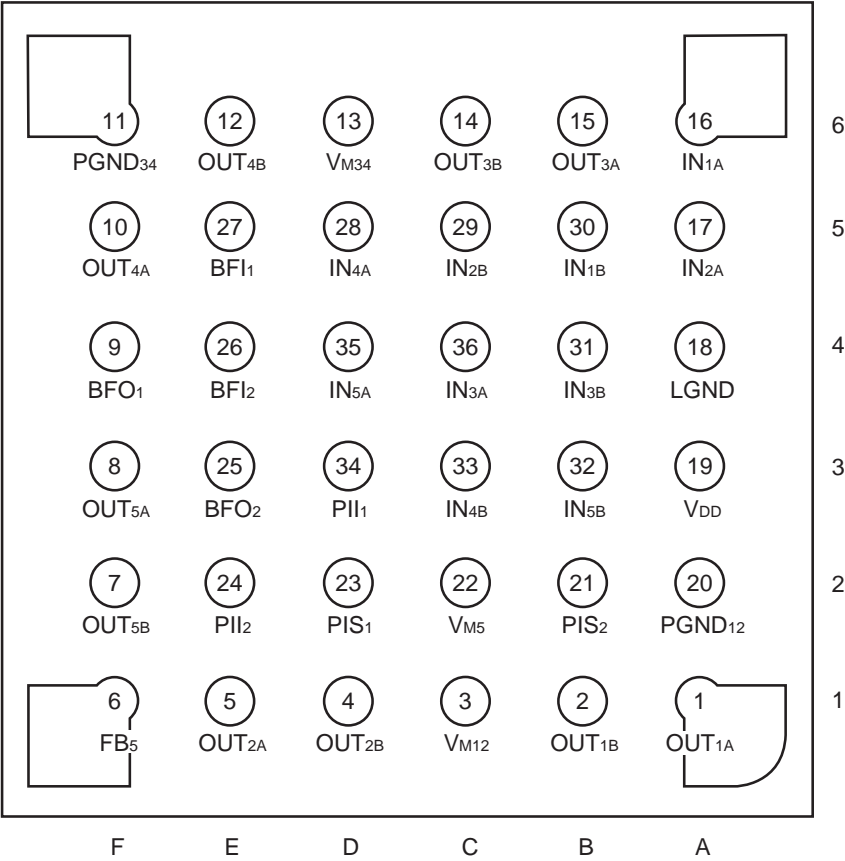 11 12 13 14 15 16 6
PGND34 OUT4B VM34 OUT3B OUT3A IN1A
10 27 28 29 30 17 5
OUT4A BFI1 IN4A IN2B IN1B IN2A
9 26 35 36 31 18 4
BFO1 BFI2 IN5A IN3A IN3B LGND
8 25 34 33 32 19 3
OUT5A BFO2 PII1 IN4B IN5B VDD
7 24 23 22 21 20 2
OUT5B PII2 PIS1 VM5 PIS2 PGND12
6 5 4 3 2 1 1
FB5 OUT2A OUT2B VM12 OUT1B OUT1A
F E D C B A